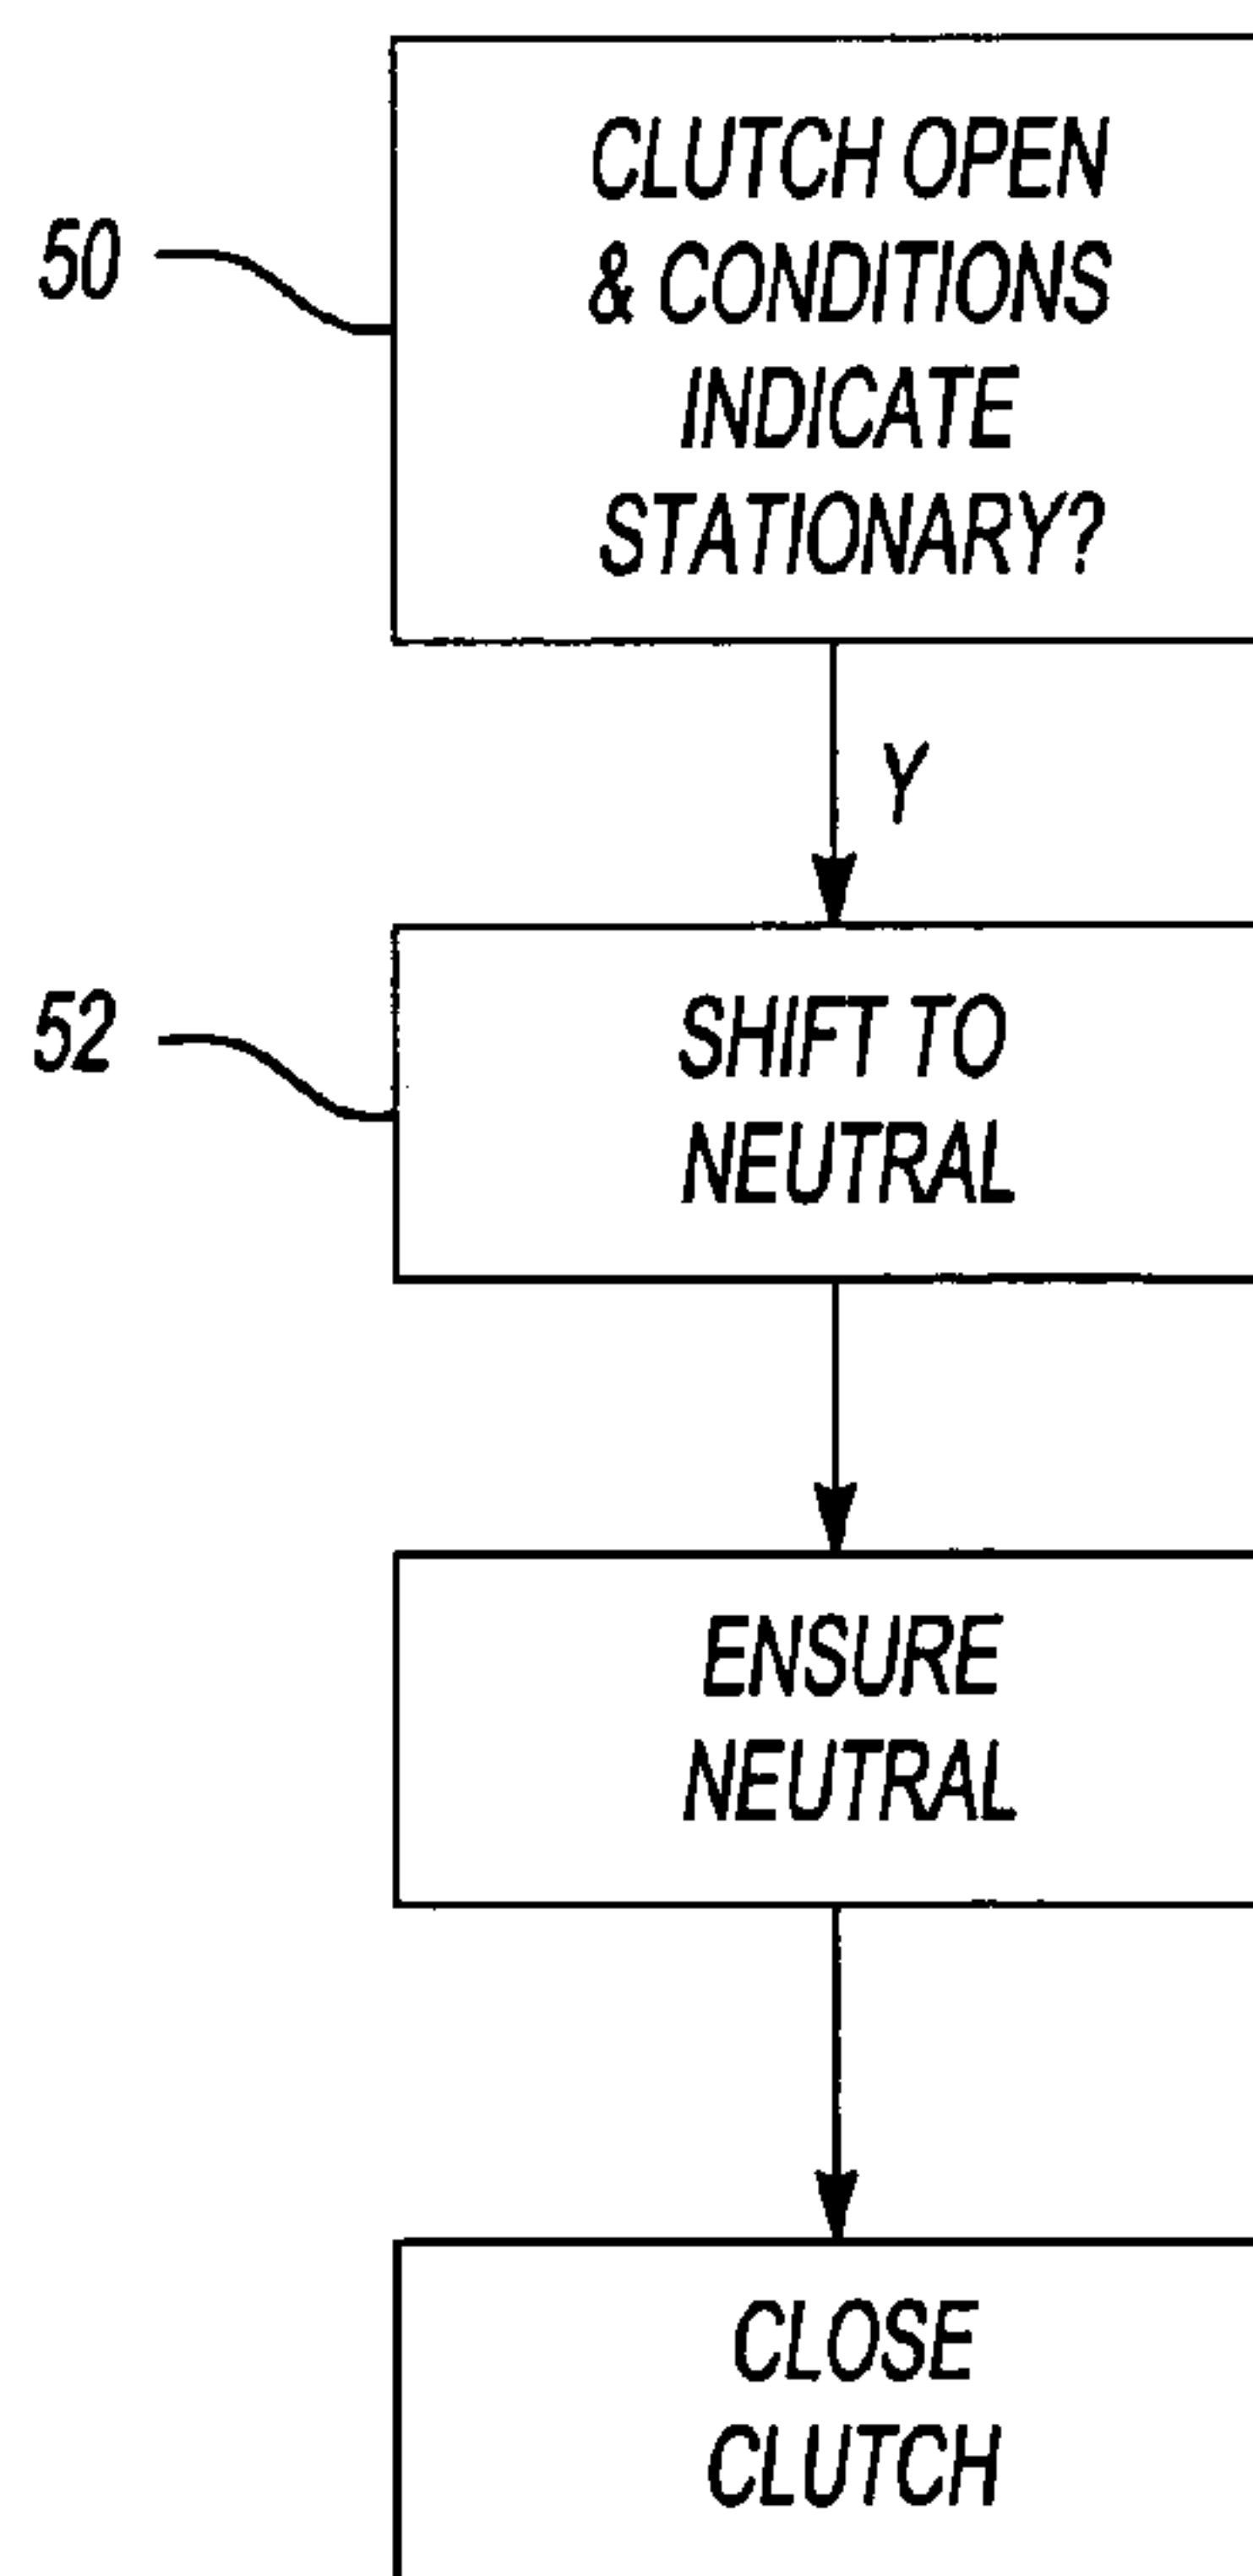 CLUTCH OPEN
& CONDITIONS
INDICATE
STATIONARY?
50
Y
SHIFT TO
NEUTRAL
52
ENSURE
NEUTRAL
CLOSE
CLUTCH